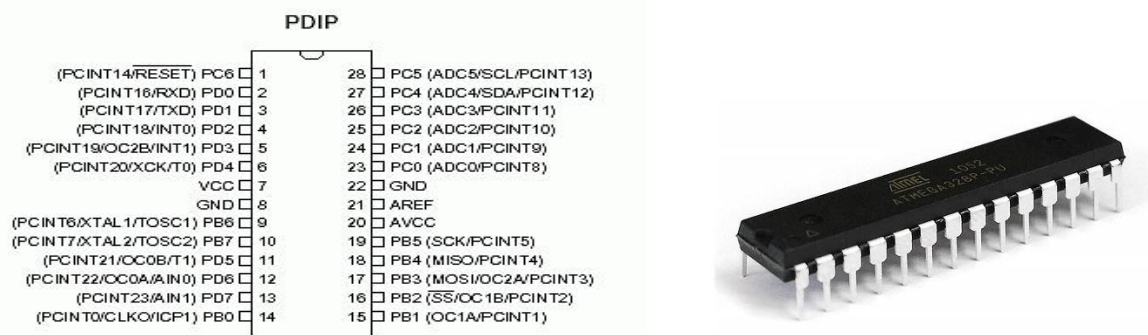 PDIP
(PCINT14/RESET) PC6 1 28 PC5 (ADC5/SCL/PCINT13)
(PCINT16/RXD) PD0 2 27 PC4 (ADC4/SDA/PCINT12)
(PCINT17/TXD) PD1 3 26 PC3 (ADC3/PCINT11)
(PCINT18/INT0) PD2 4 25 PC2 (ADC2/PCINT10)
(PCINT19/OC2B/INT1) PD3 5 24 PC1 (ADC1/PCINT9)
(PCINT20/XCK/T0) PD4 6 23 PC0 (ADC0/PCINT8)
VCC 7 22 GND
GND 8 21 AREF
(PCINT6/XTAL1/TOSC1) PB6 9 20 AVCC
(PCINT7/XTAL2/TOSC2) PB7 10 19 PB5 (SCK/PCINT5)
(PCINT21/OC0B/T1) PD5 11 18 PB4 (MISO/PCINT4)
(PCINT22/OC0A/AIN0) PD6 12 17 PB3 (MOSI/OC2A/PCINT3)
(PCINT23/AIN1) PD7 13 16 PB2 (SS/OC1B/PCINT2)
(PCINT0/CLKO/ICP1) PB0 14 15 PB1 (OC1A/PCINT1)
ATMEL 1052
ATMEGA328P-PU